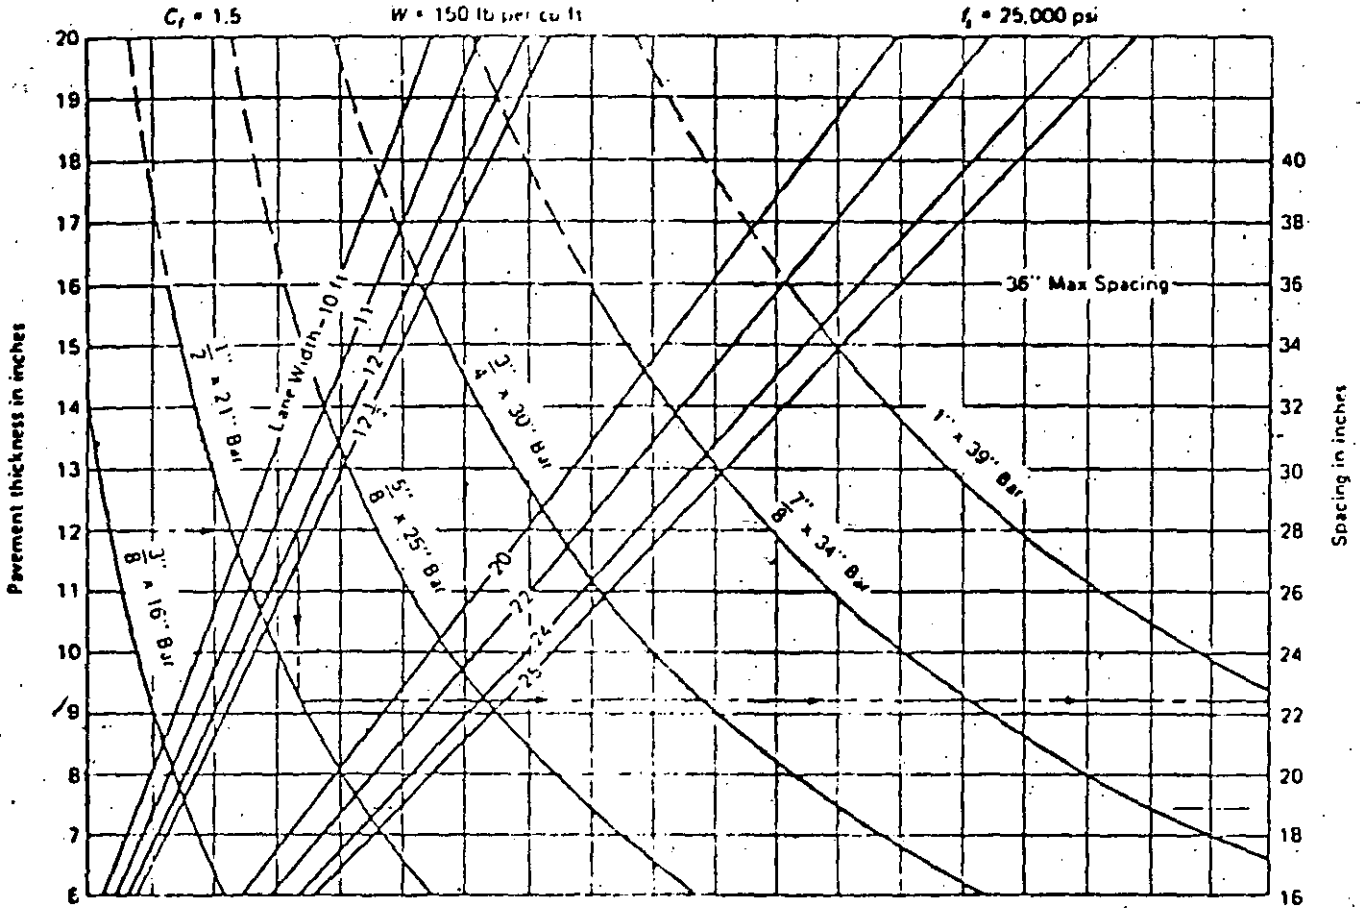 C_f = 1.5
W = 150 lb per cu ft
f_s = 25,000 psi
20
19
18
17
16
15
14
13
12
11
10
9
8
7
6
Pavement thickness in inches
40
38
36
34
32
30
28
26
24
22
20
18
16
Spacing in inches
36" Max Spacing
Lane Width - 10 ft
11
12
12 1/2
20
22
24
25
3/8" x 16" Bar
1/2" x 21" Bar
5/8" x 25" Bar
3/4" x 30" Bar
7/8" x 34" Bar
1" x 39" Bar